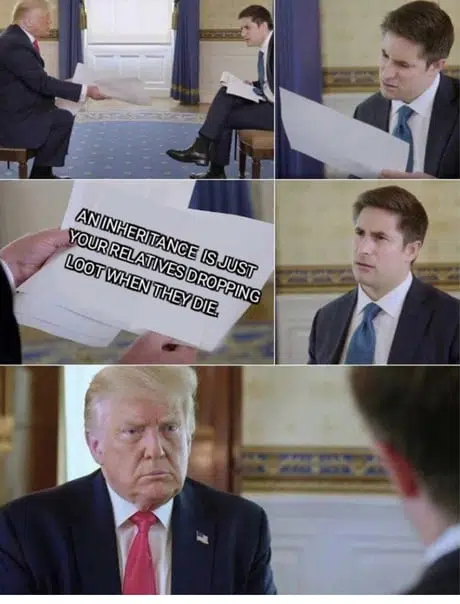 AN INHERITANCE IS JUST
YOUR RELATIVES DROPPING
LOOT WHEN THEY DIE.